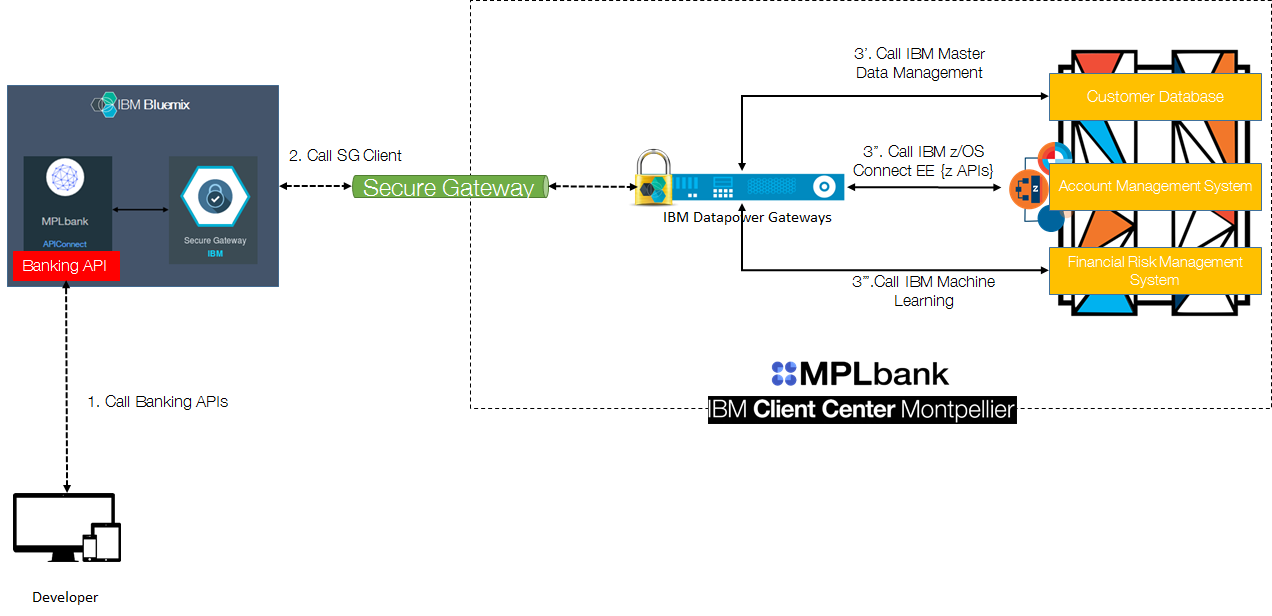 3’. Call IBM Master
Data Management
Customer Database
IBM Bluemix
2. Call SG Client
3”. Call IBM z/OS
Connect EE {z APIs}
Secure Gateway
z
Account Management System
MPLbank
APIConnect
Secure Gateway
IBM
IBM Datapower Gateways
Banking API
Financial Risk Management
System
3’”.Call IBM Machine
Learning
MPLbank
IBM Client Center Montpellier
1. Call Banking APIs
Developer